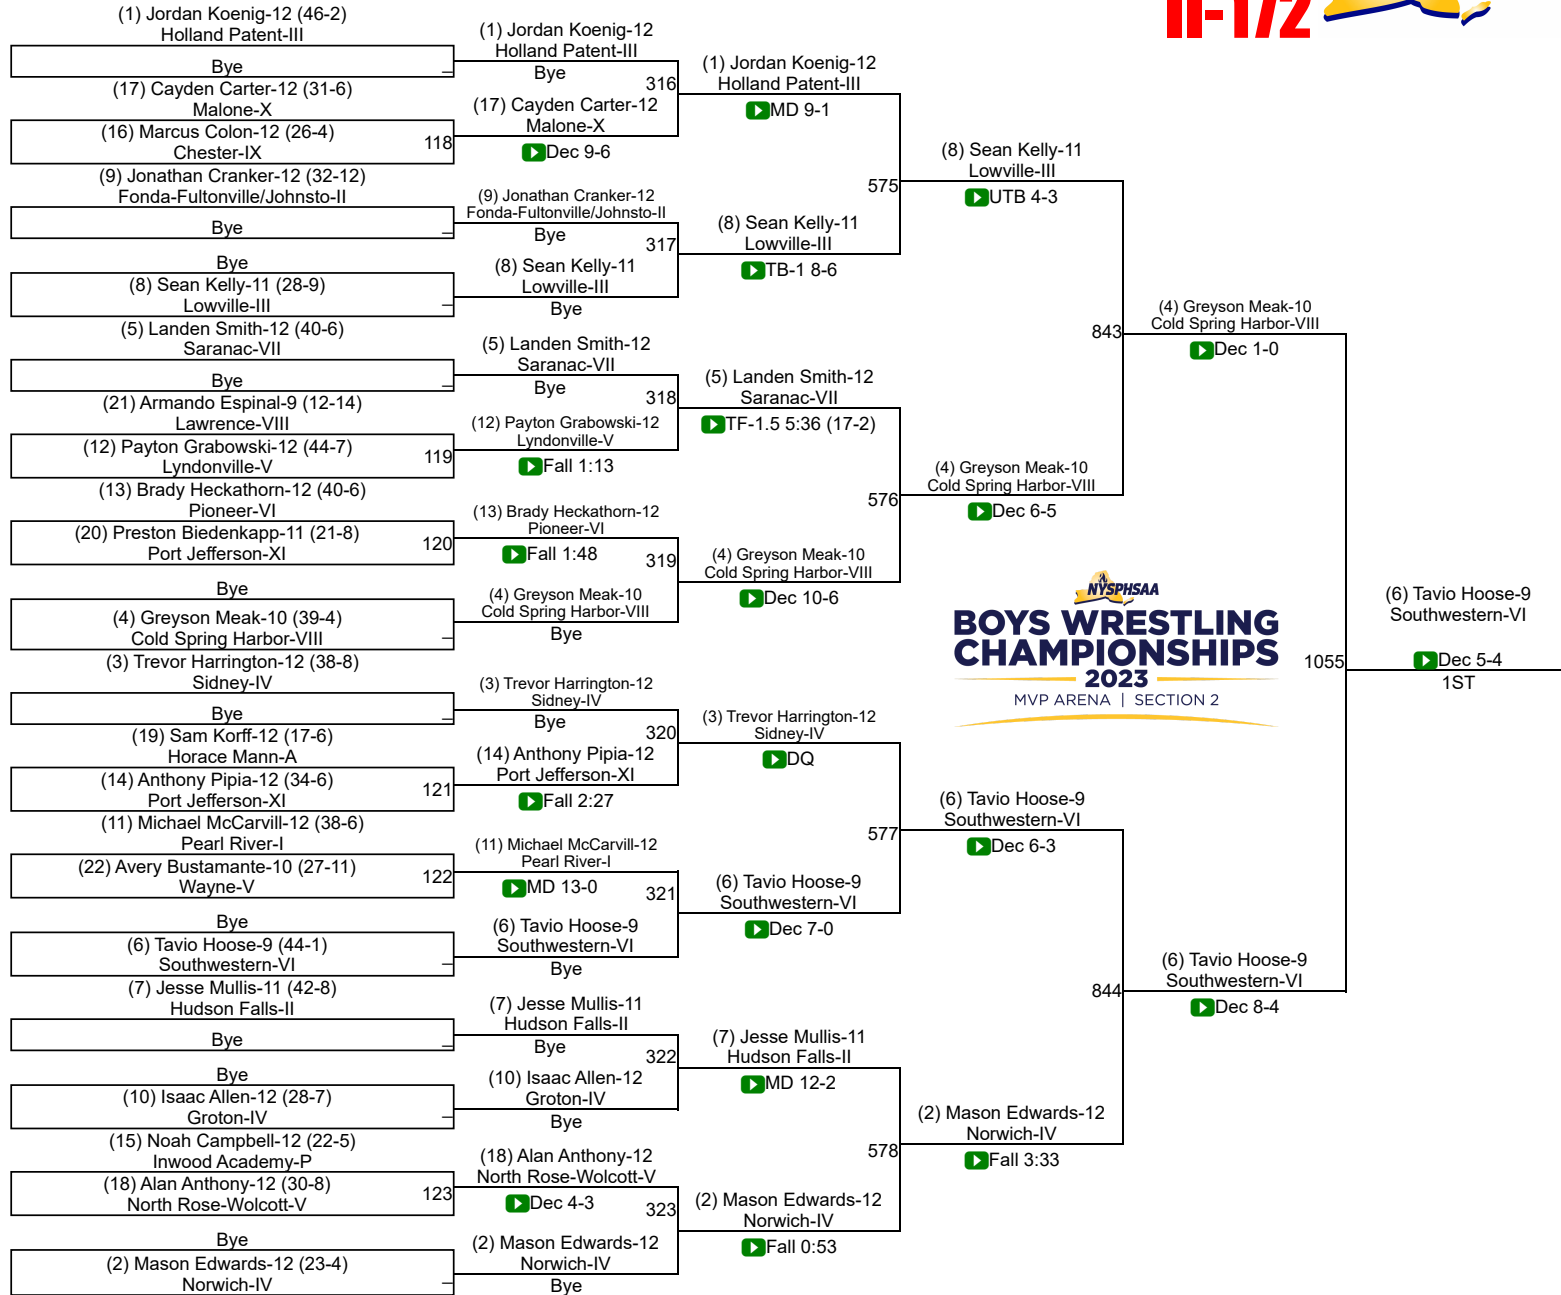 II-172
(1) Jordan Koenig-12 (46-2)
Holland Patent-III
Bye
(17) Cayden Carter-12 (31-6)
Malone-X
(16) Marcus Colon-12 (26-4)
Chester-IX
118
(9) Jonathan Cranker-12 (32-12)
Fonda-Fultonville/Johnsto-II
Bye
Bye
(8) Sean Kelly-11 (28-9)
Lowville-III
(5) Landen Smith-12 (40-6)
Saranac-VII
Bye
(21) Armando Espinal-9 (12-14)
Lawrence-VIII
(12) Payton Grabowski-12 (44-7)
Lyndonville-V
119
(13) Brady Heckathorn-12 (40-6)
Pioneer-VI
(20) Preston Biedenkapp-11 (21-8)
Port Jefferson-XI
120
Bye
(4) Greyson Meak-10 (39-4)
Cold Spring Harbor-VIII
(3) Trevor Harrington-12 (38-8)
Sidney-IV
Bye
(19) Sam Korff-12 (17-6)
Horace Mann-A
(14) Anthony Pipia-12 (34-6)
Port Jefferson-XI
121
(11) Michael McCarvill-12 (38-6)
Pearl River-I
(22) Avery Bustamante-10 (27-11)
Wayne-V
122
Bye
(6) Tavio Hoose-9 (44-1)
Southwestern-VI
(7) Jesse Mullis-11 (42-8)
Hudson Falls-II
Bye
Bye
(10) Isaac Allen-12 (28-7)
Groton-IV
(15) Noah Campbell-12 (22-5)
Inwood Academy-P
(18) Alan Anthony-12 (30-8)
North Rose-Wolcott-V
123
Bye
(2) Mason Edwards-12 (23-4)
Norwich-IV
(1) Jordan Koenig-12
Holland Patent-III
Bye
316
(17) Cayden Carter-12
Malone-X
Dec 9-6
(9) Jonathan Cranker-12
Fonda-Fultonville/Johnsto-II
Bye
317
(8) Sean Kelly-11
Lowville-III
Bye
(5) Landen Smith-12
Saranac-VII
Bye
318
(12) Payton Grabowski-12
Lyndonville-V
Fall 1:13
(13) Brady Heckathorn-12
Pioneer-VI
Fall 1:48
319
(4) Greyson Meak-10
Cold Spring Harbor-VIII
Bye
(3) Trevor Harrington-12
Sidney-IV
Bye
320
(14) Anthony Pipia-12
Port Jefferson-XI
Fall 2:27
(11) Michael McCarvill-12
Pearl River-I
MD 13-0
321
(6) Tavio Hoose-9
Southwestern-VI
Bye
(7) Jesse Mullis-11
Hudson Falls-II
Bye
322
(10) Isaac Allen-12
Groton-IV
Bye
(18) Alan Anthony-12
North Rose-Wolcott-V
Dec 4-3
323
(2) Mason Edwards-12
Norwich-IV
Bye
(1) Jordan Koenig-12
Holland Patent-III
MD 9-1
575
(8) Sean Kelly-11
Lowville-III
TB-1 8-6
(5) Landen Smith-12
Saranac-VII
TF-1.5 5:36 (17-2)
576
(4) Greyson Meak-10
Cold Spring Harbor-VIII
Dec 10-6
(3) Trevor Harrington-12
Sidney-IV
DQ
577
(6) Tavio Hoose-9
Southwestern-VI
Dec 7-0
(7) Jesse Mullis-11
Hudson Falls-II
MD 12-2
578
(2) Mason Edwards-12
Norwich-IV
Fall 0:53
(8) Sean Kelly-11
Lowville-III
UTB 4-3
843
(4) Greyson Meak-10
Cold Spring Harbor-VIII
Dec 6-5
(6) Tavio Hoose-9
Southwestern-VI
Dec 6-3
844
(2) Mason Edwards-12
Norwich-IV
Fall 3:33
(4) Greyson Meak-10
Cold Spring Harbor-VIII
Dec 1-0
NYSPHSAA
BOYS WRESTLING
CHAMPIONSHIPS
2023
MVP ARENA | SECTION 2
1055
(6) Tavio Hoose-9
Southwestern-VI
Dec 8-4
(6) Tavio Hoose-9
Southwestern-VI
Dec 5-4
1ST